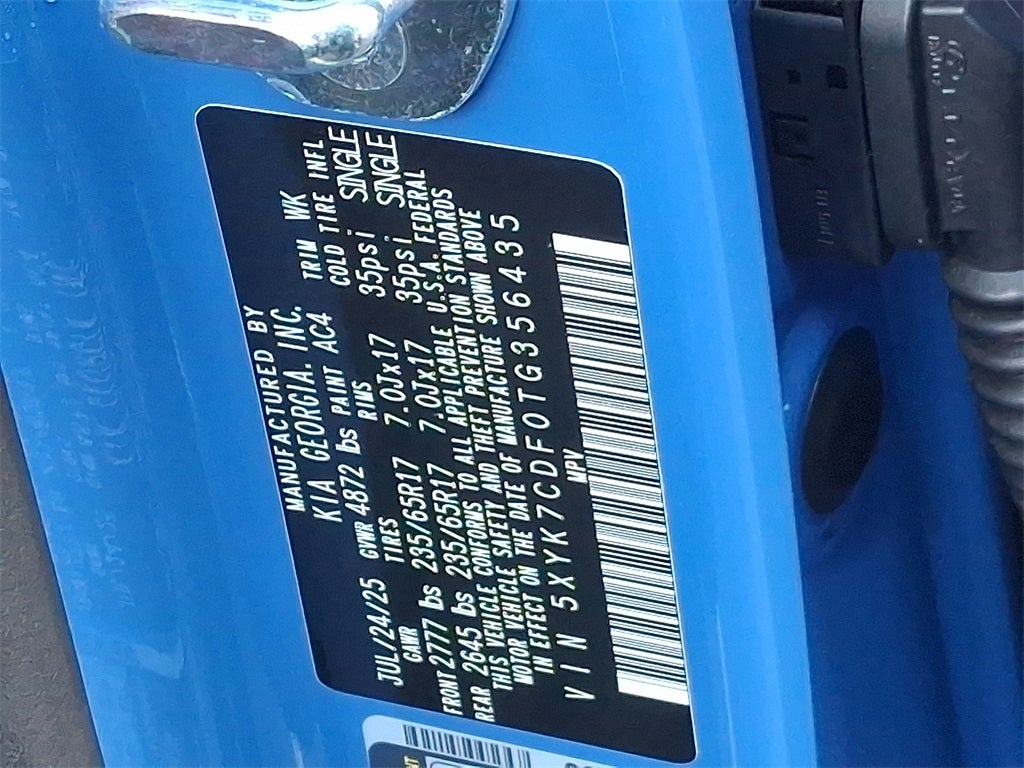 MANUFACTURED BY
KIA GEORGIA. INC.
JUL/24/25 GVWR 4872 lbs PAINT AC4 TRIM WK
GAWR TIRES RIMS COLD TIRE INFL
FRONT 2777 lbs 235/65R17 7.0Jx17 35psi SINGLE
REAR 2645 lbs 235/65R17 7.0Jx17 35psi SINGLE
THIS VEHICLE CONFORMS TO ALL APPLICABLE U.S.A. FEDERAL
MOTOR VEHICLE SAFETY AND THEFT PREVENTION STANDARDS
IN EFFECT ON THE DATE OF MANUFACTURE SHOWN ABOVE
VIN 5XYK7CDF0TG356435
MPV